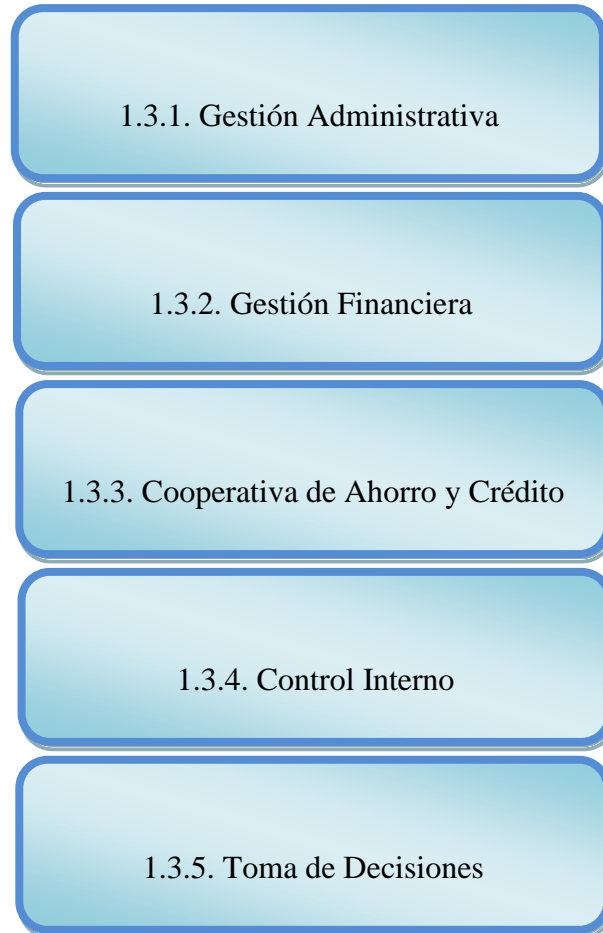 1.3.1. Gestión Administrativa
1.3.2. Gestión Financiera
1.3.3. Cooperativa de Ahorro y Crédito
1.3.4. Control Interno
1.3.5. Toma de Decisiones